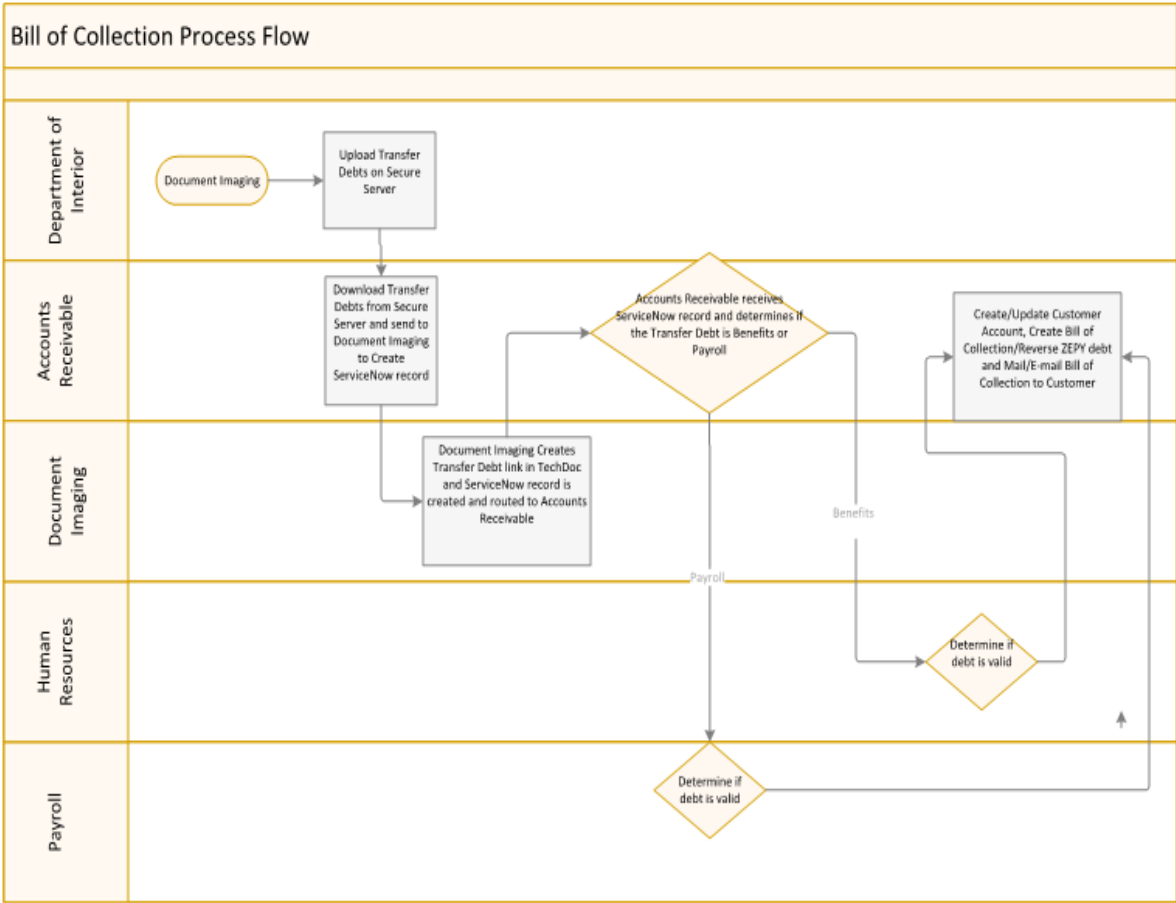 Bill of Collection Process Flow
Department of
Interior
Document Imaging
Upload Transfer
Debts on Secure
Server
Accounts
Receivable
Download Transfer
Debts from Secure
Server and send to
Document Imaging
to Create
ServiceNow record
Accounts Receivable receives
ServiceNow record and determines if
the Transfer Debt is Benefits or
Payroll
Create/Update Customer
Account, Create Bill of
Collection/Reverse ZEPY debt
and Mail/E-mail Bill of
Collection to Customer
Document
Imaging
Document Imaging Creates
Transfer Debt link in TechDoc
and ServiceNow record is
created and routed to Accounts
Receivable
Benefits
Payroll
Human
Resources
Determine if
debt is valid
Payroll
Determine if
debt is valid